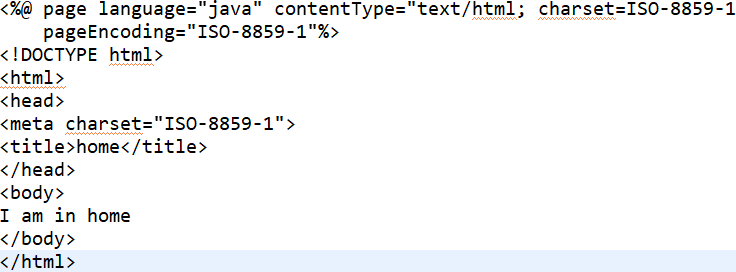 <%@ page language="java" contentType="text/html; charset=ISO-8859-1
    pageEncoding="ISO-8859-1"%>
<!DOCTYPE html>
<html>
<head>
<meta charset="ISO-8859-1">
<title>home</title>
</head>
<body>
I am in home
</body>
</html>